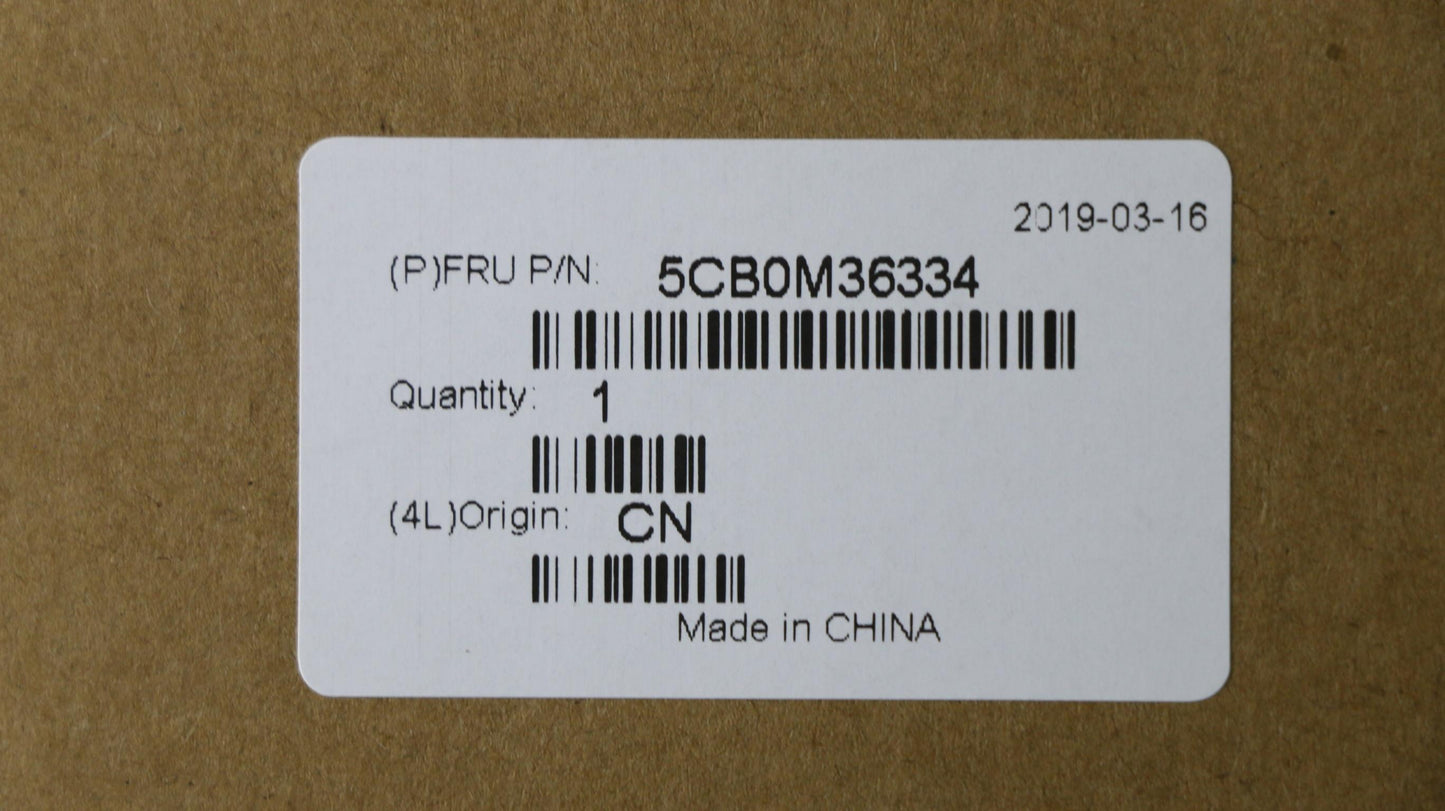 2019-03-16
(P)FRU P/N: 5CB0M36334
Quantity: 1
(4L)Origin: CN
Made in CHINA